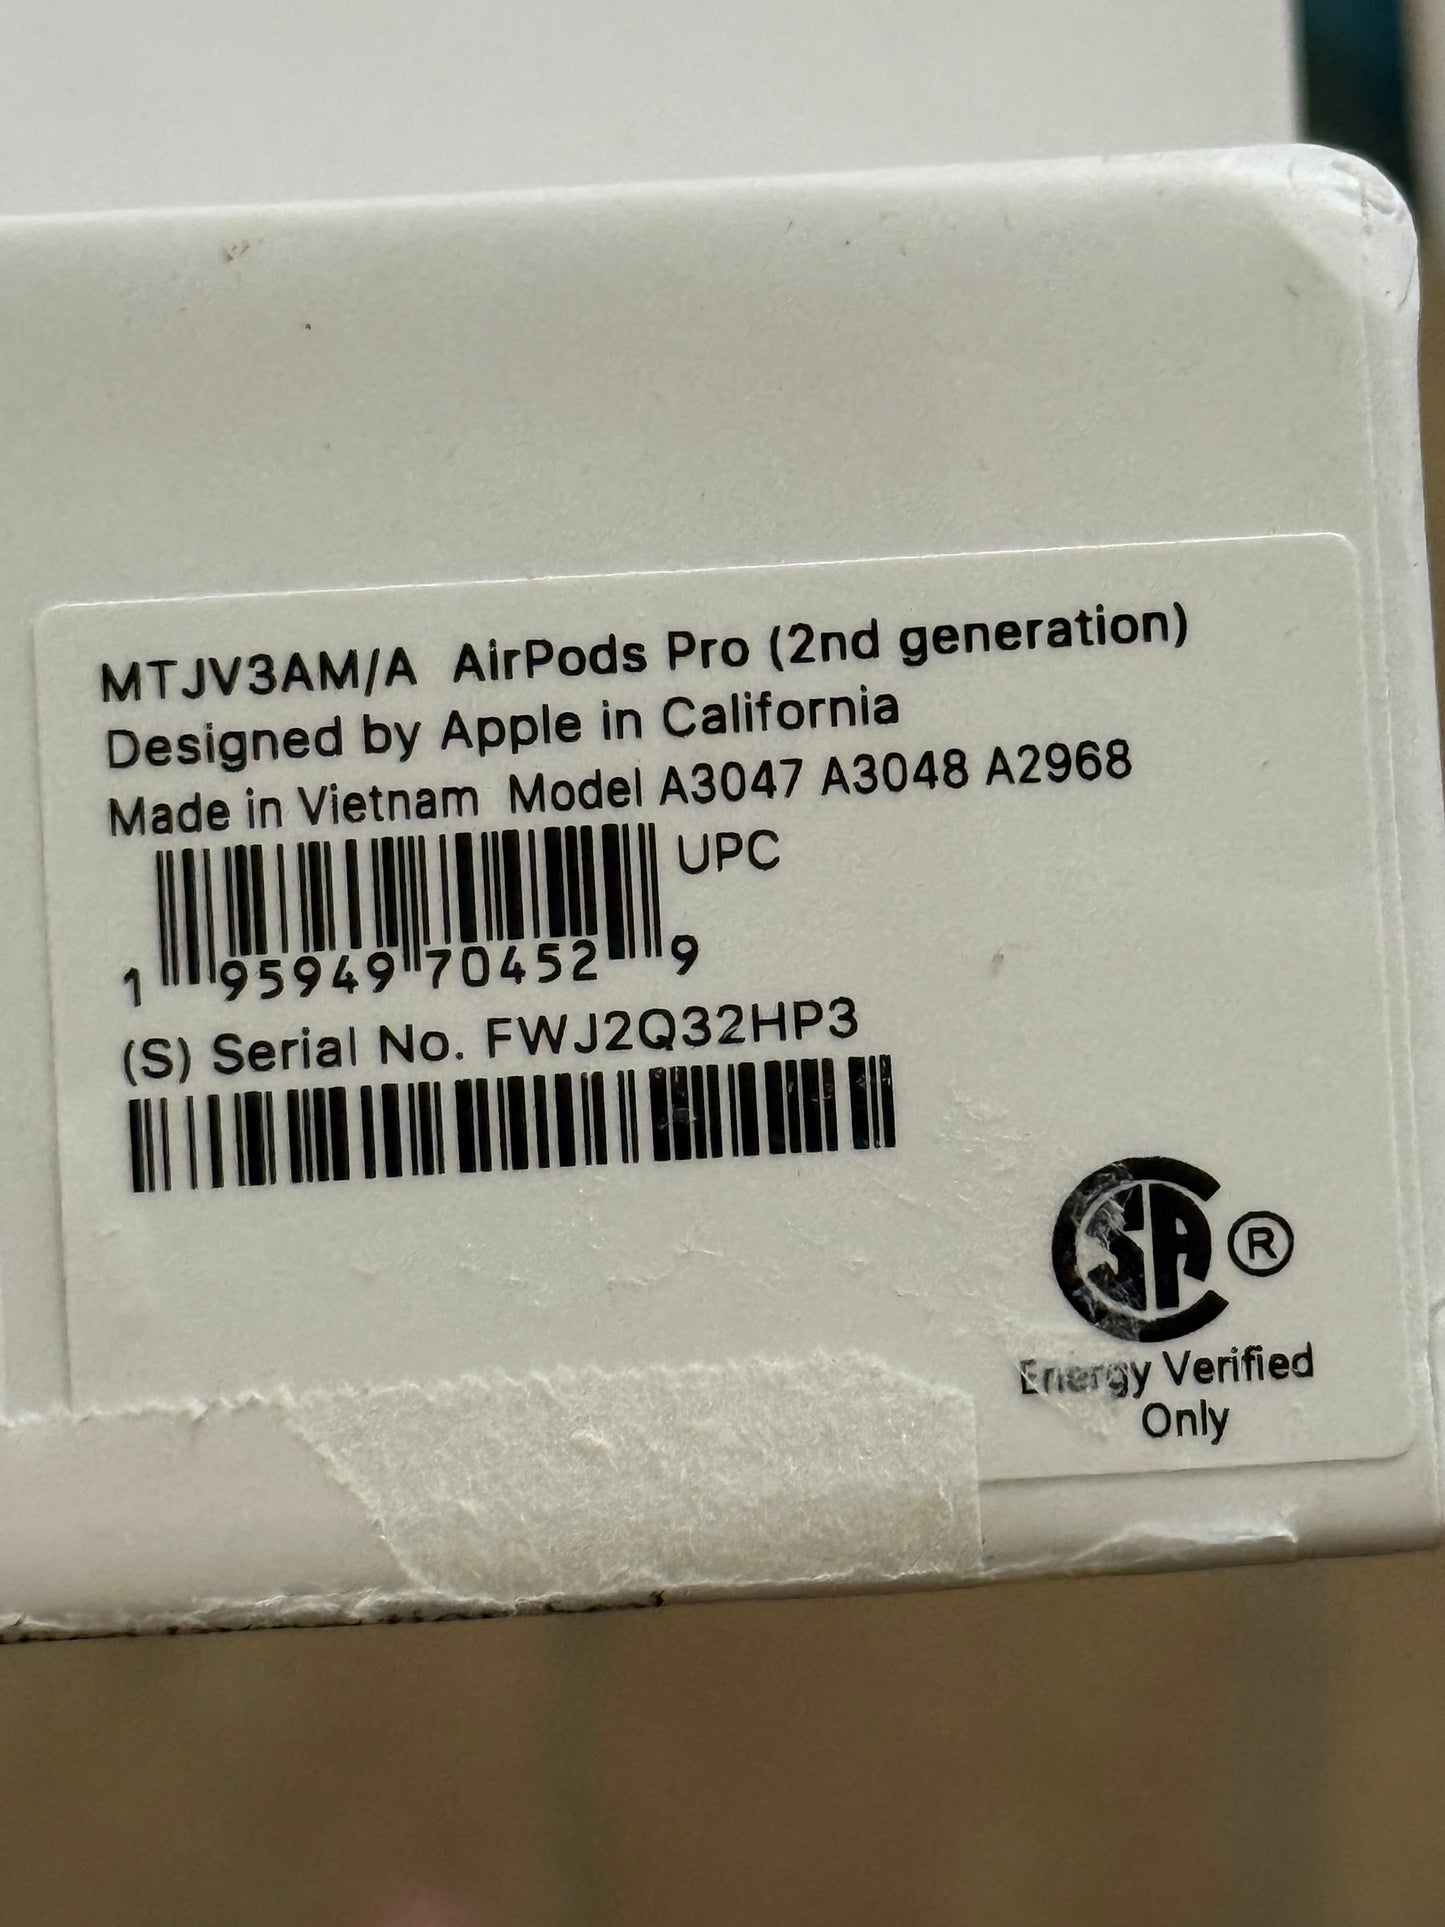 MTJV3AM/A AirPods Pro (2nd generation)
Designed by Apple in California
Made in Vietnam Model A3047 A3048 A2968
UPC
1 95949 70452 9
(S) Serial No. FWJ2Q32HP3
CSA ®
Energy Verified
Only